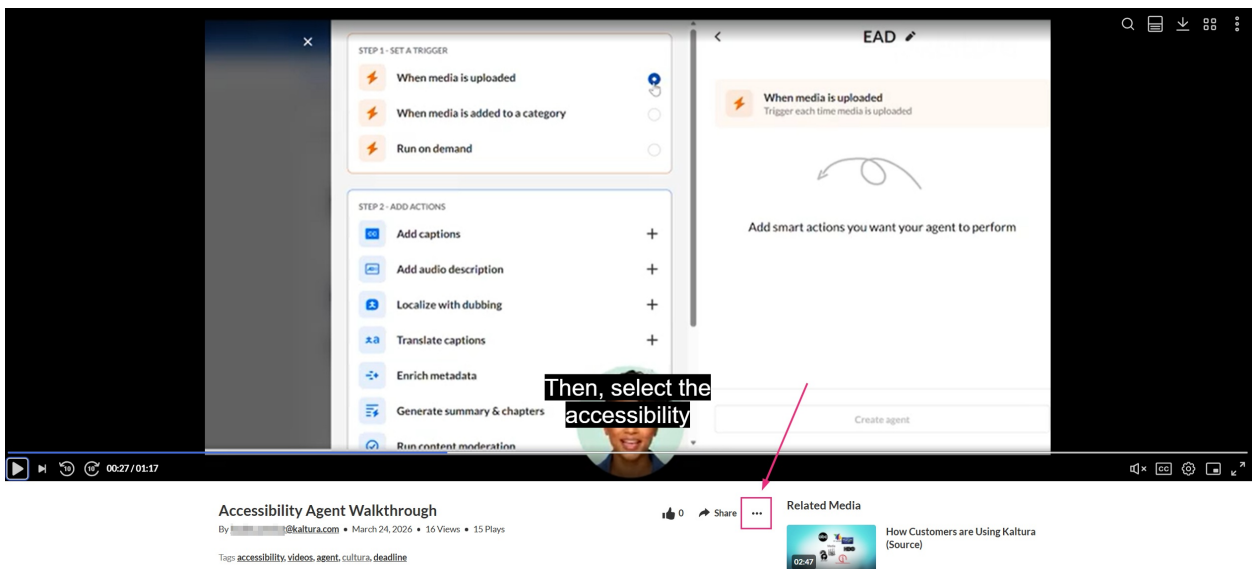 STEP 1 - SET A TRIGGER
When media is uploaded
When media is added to a category
Run on demand
STEP 2 - ADD ACTIONS
CC
Add captions
Add audio description
Localize with dubbing
Translate captions
Enrich metadata
Generate summary & chapters
Run content moderation
EAD
When media is uploaded
Trigger each time media is uploaded
Add smart actions you want your agent to perform
Create agent
Then, select the
accessibility
10
10
00:27 / 01:17
CC
Accessibility Agent Walkthrough
By @kaltura.com • March 24, 2026 • 16 Views • 15 Plays
Tags accessibility, videos, agent, cultura, deadline
0
Share
Related Media
How Customers are Using Kaltura
(Source)
02:47